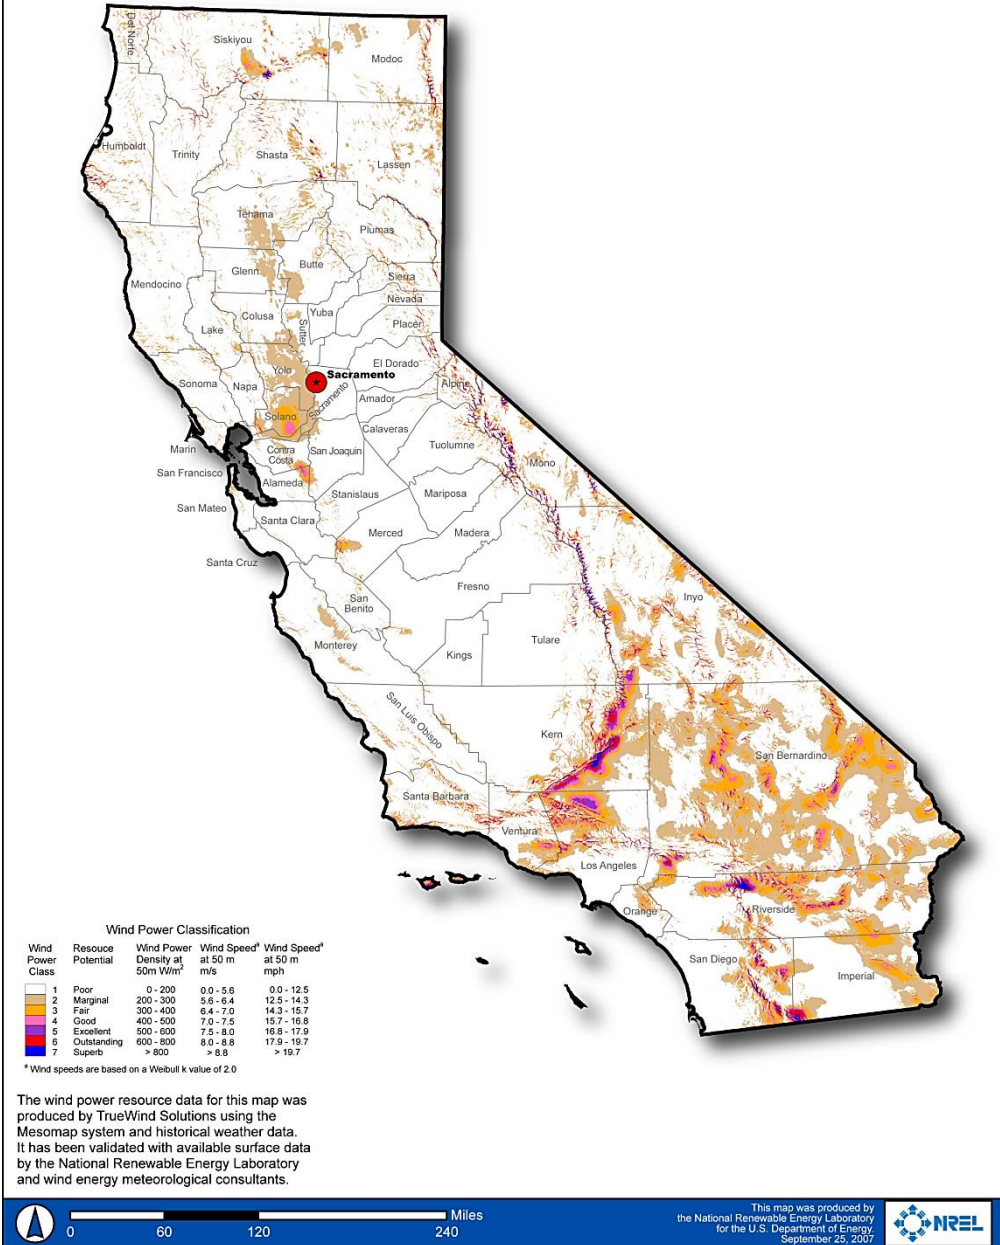 Del Norte
Siskiyou
Modoc
Humboldt
Trinity
Shasta
Lassen
Tehama
Plumas
Glenn
Butte
Mendocino
Sierra
Nevada
Colusa
Sutter
Yuba
Lake
Placer
Yolo
El Dorado
Sacramento
Sonoma
Napa
Sacramento
Alpine
Amador
Solano
Calaveras
Marin
Contra
Costa
San Joaquin
Tuolumne
Mono
San Francisco
Alameda
Stanislaus
Mariposa
San Mateo
Santa Clara
Merced
Madera
Santa Cruz
Fresno
Inyo
San
Benito
Monterey
Tulare
Kings
San Luis Obispo
Kern
San Bernardino
Santa Barbara
Ventura
Los Angeles
Orange
Riverside
San Diego
Imperial
Wind Power Classification
Wind Power Class Resouce Potential Wind Power Density at 50m W/m² Wind Speedª at 50 m m/s Wind Speedª at 50 m mph
1 Poor 0 - 200 0.0 - 5.6 0.0 - 12.5
2 Marginal 200 - 300 5.6 - 6.4 12.5 - 14.3
3 Fair 300 - 400 6.4 - 7.0 14.3 - 15.7
4 Good 400 - 500 7.0 - 7.5 15.7 - 16.8
5 Excellent 500 - 600 7.5 - 8.0 16.8 - 17.9
6 Outstanding 600 - 800 8.0 - 8.8 17.9 - 19.7
7 Superb > 800 > 8.8 > 19.7
ª Wind speeds are based on a Weibull k value of 2.0
The wind power resource data for this map was
produced by TrueWind Solutions using the
Mesomap system and historical weather data.
It has been validated with available surface data
by the National Renewable Energy Laboratory
and wind energy meteorological consultants.
Miles
0 60 120 240
This map was produced by
the National Renewable Energy Laboratory
for the U.S. Department of Energy.
September 25, 2007
NREL